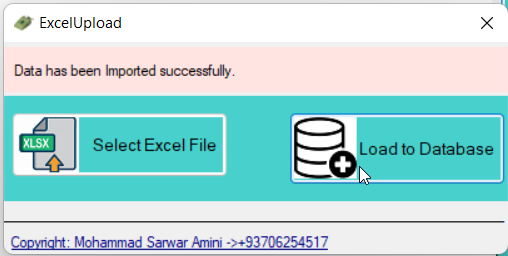 ExcelUpload
Data has been Imported successfully.
XLSX
Select Excel File
Load to Database
Copyright: Mohammad Sarwar Amini ->+93706254517